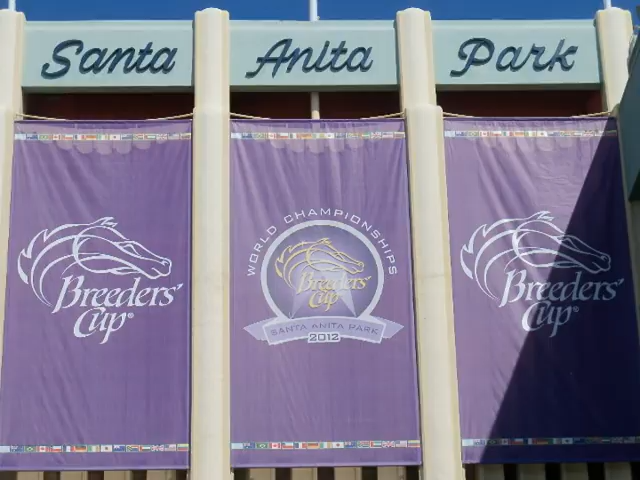 Santa Anita Park
Breeders'
Cup®
WORLD CHAMPIONSHIPS
Breeders'
Cup
SANTA ANITA PARK
2012
Breeders'
Cup®